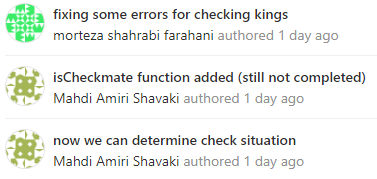 fixing some errors for checking kings
morteza shahrabi farahani authored 1 day ago
isCheckmate function added (still not completed)
Mahdi Amiri Shavaki authored 1 day ago
now we can determine check situation
Mahdi Amiri Shavaki authored 1 day ago